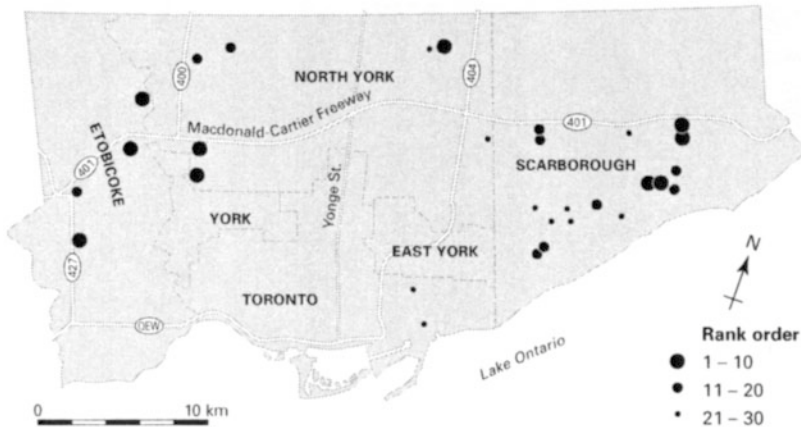 400
NORTH YORK
404
Macdonald-Cartier Freeway
401
ETOBICOKE
401
SCARBOROUGH
YORK
Yonge St.
EAST YORK
427
TORONTO
QEW
Lake Ontario
N
Rank order
1 – 10
11 – 20
21 – 30
0 10 km